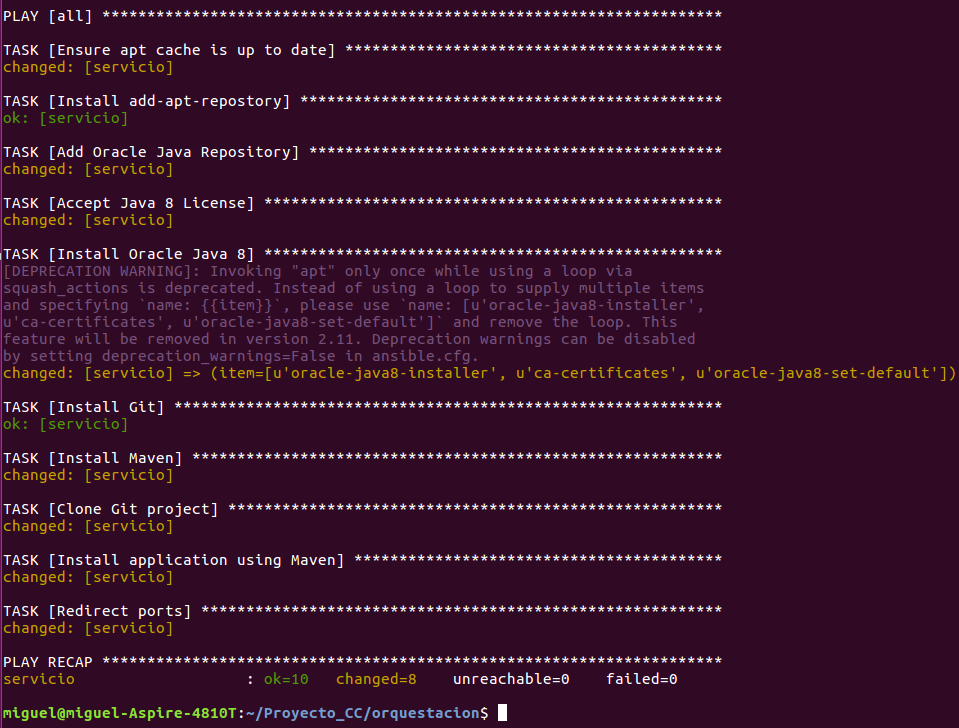 PLAY [all] *********************************************************************
TASK [Ensure apt cache is up to date] ******************************************
changed: [servicio]
TASK [Install add-apt-repostory] ***********************************************
ok: [servicio]
TASK [Add Oracle Java Repository] **********************************************
changed: [servicio]
TASK [Accept Java 8 License] ***************************************************
changed: [servicio]
TASK [Install Oracle Java 8] ***************************************************
[DEPRECATION WARNING]: Invoking "apt" only once while using a loop via
squash_actions is deprecated. Instead of using a loop to supply multiple items
and specifying `name: {{item}}`, please use `name: [u'oracle-java8-installer',
u'ca-certificates', u'oracle-java8-set-default']` and remove the loop. This
feature will be removed in version 2.11. Deprecation warnings can be disabled
by setting deprecation_warnings=False in ansible.cfg.
changed: [servicio] => (item=[u'oracle-java8-installer', u'ca-certificates', u'oracle-java8-set-default'])
TASK [Install Git] *************************************************************
ok: [servicio]
TASK [Install Maven] ***********************************************************
changed: [servicio]
TASK [Clone Git project] *******************************************************
changed: [servicio]
TASK [Install application using Maven] *****************************************
changed: [servicio]
TASK [Redirect ports] **********************************************************
changed: [servicio]
PLAY RECAP *********************************************************************
servicio                   : ok=10   changed=8    unreachable=0    failed=0
miguel@miguel-Aspire-4810T:~/Proyecto_CC/orquestacion$